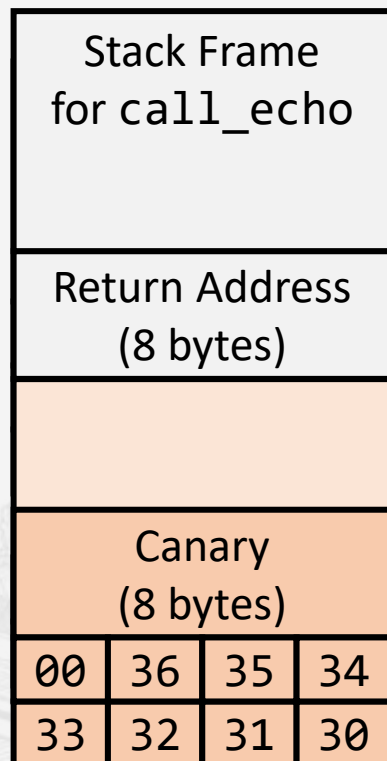 Stack Frame
for call_echo
Return Address
(8 bytes)
Canary
(8 bytes)
00 36 35 34
33 32 31 30